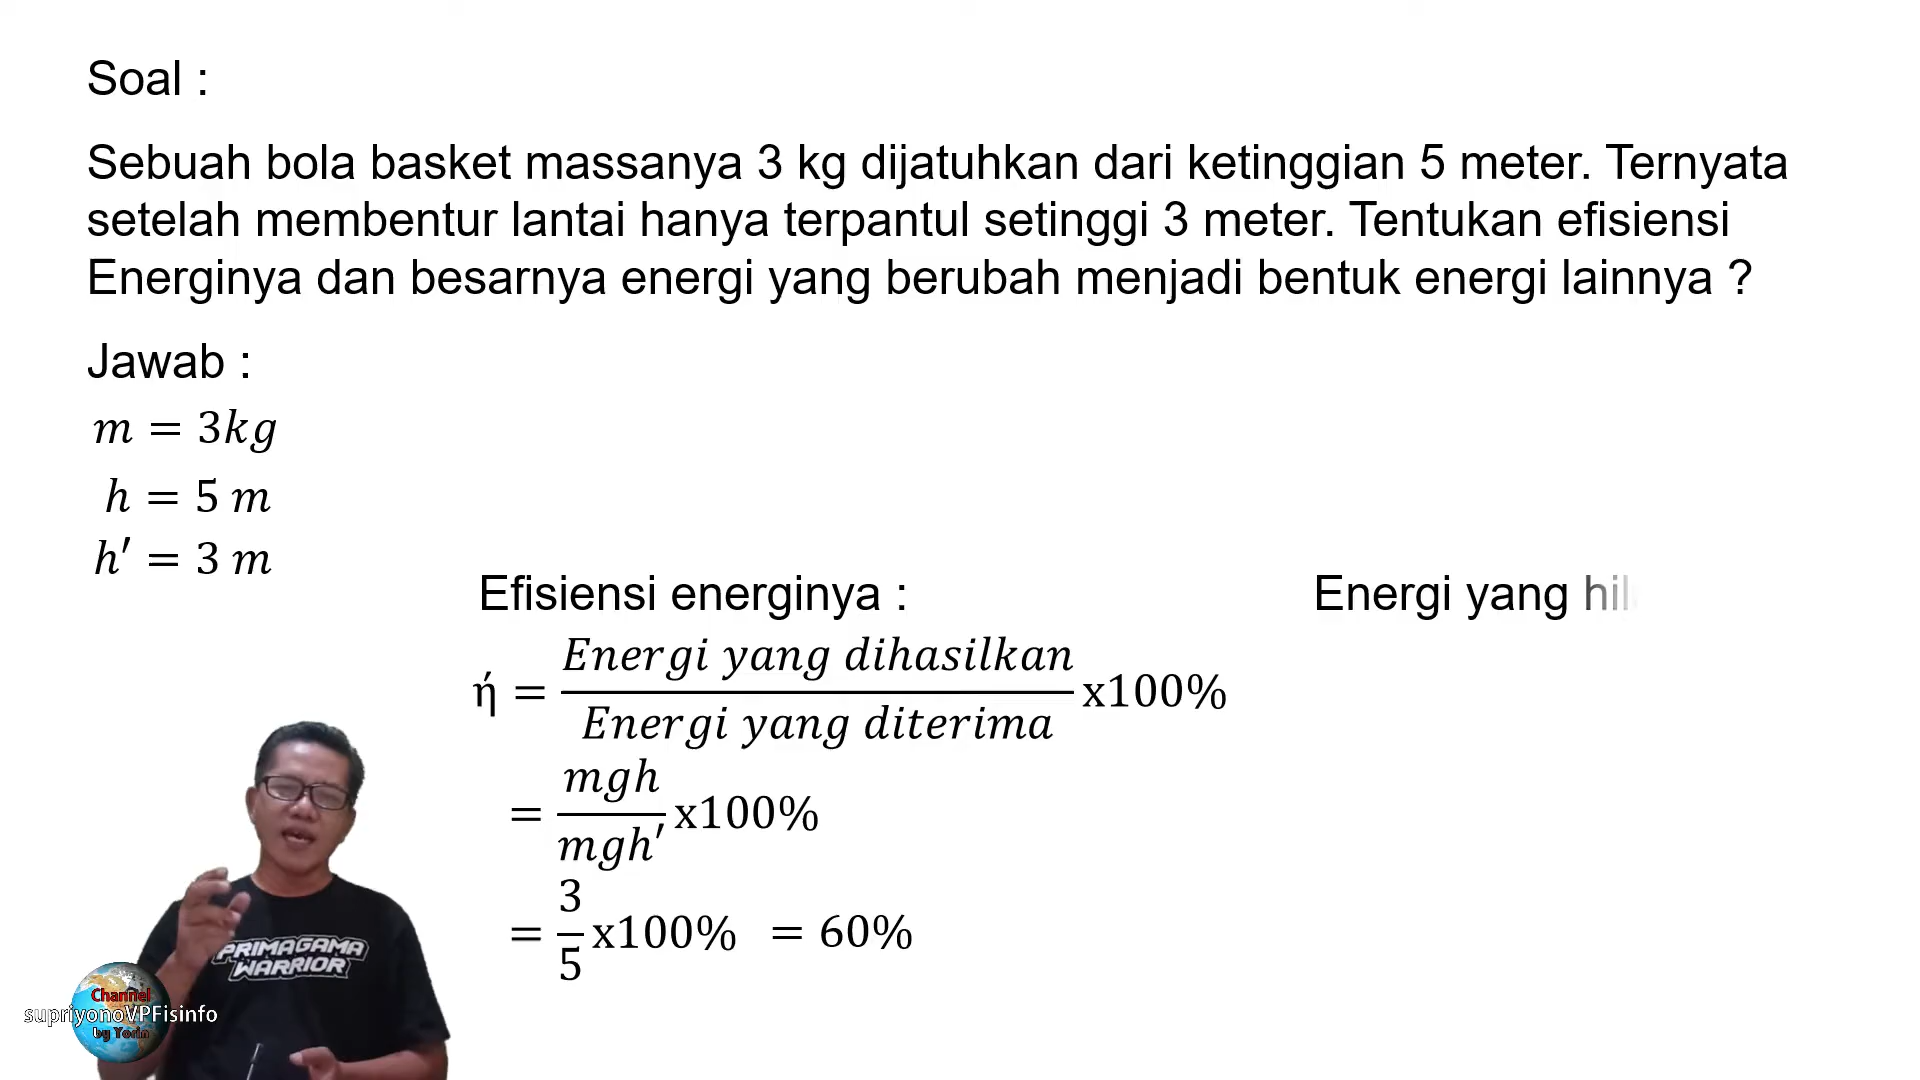 Soal :
Sebuah bola basket massanya 3 kg dijatuhkan dari ketinggian 5 meter. Ternyata
setelah membentur lantai hanya terpantul setinggi 3 meter. Tentukan efisiensi
Energinya dan besarnya energi yang berubah menjadi bentuk energi lainnya ?
Jawab :
m = 3kg
h = 5 m
h′ = 3 m
Efisiensi energinya :
ή = Energi yang dihasilkan / Energi yang diterima x100%
= mgh / mgh′ x100%
= 3/5 x100% = 60%
Energi yang hil
PRIMAGAMA
WARRIOR
Channel
supriyonoVPFisinfo
by Yorin